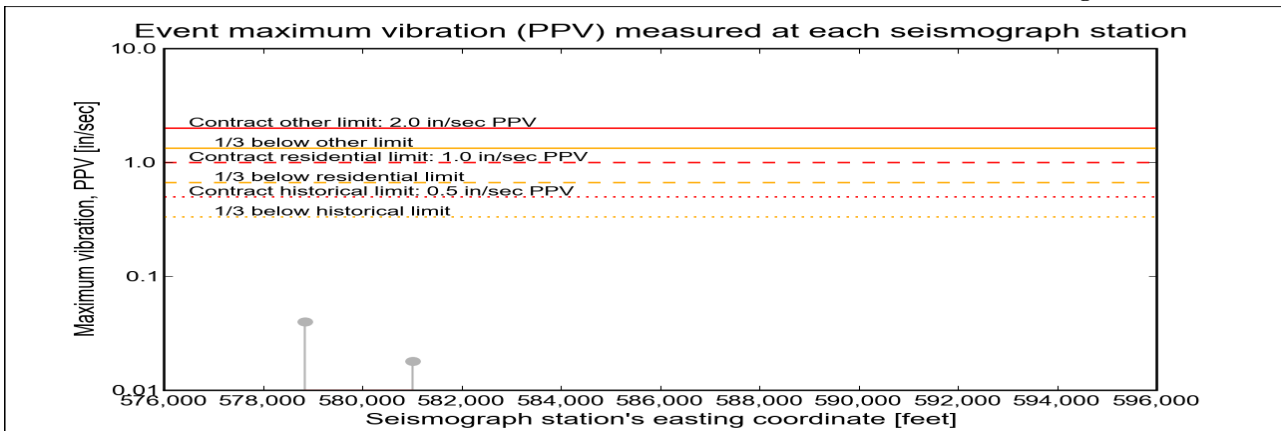 Event maximum vibration (PPV) measured at each seismograph station
Maximum vibration, PPV [in/sec]
10.0
Contract other limit: 2.0 in/sec PPV
1/3 below other limit
1.0
Contract residential limit: 1.0 in/sec PPV
1/3 below residential limit
Contract historical limit; 0.5 in/sec PPV
1/3 below historical limit
0.1
0.01
576,000 578,000 580,000 582,000 584,000 586,000 588,000 590,000 592,000 594,000 596,000
Seismograph station's easting coordinate [feet]